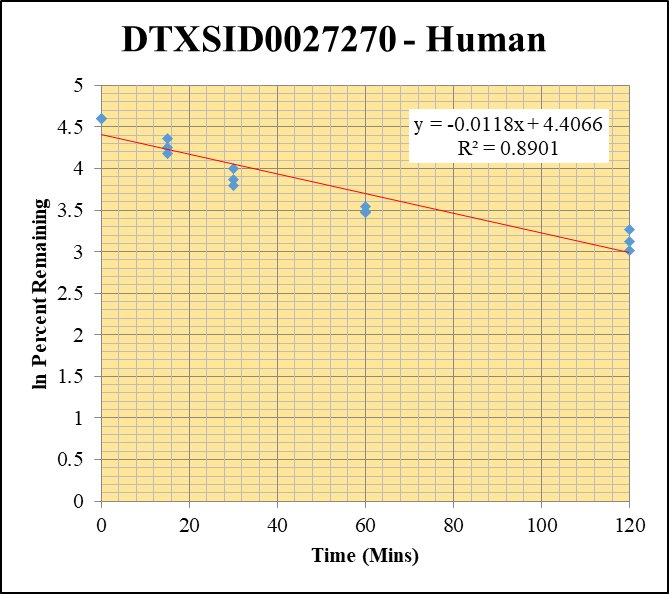 DTXSID0027270 - Human
y = -0.0118x + 4.4066
R² = 0.8901
ln Percent Remaining
5
4.5
4
3.5
3
2.5
2
1.5
1
0.5
0
0 20 40 60 80 100 120
Time (Mins)